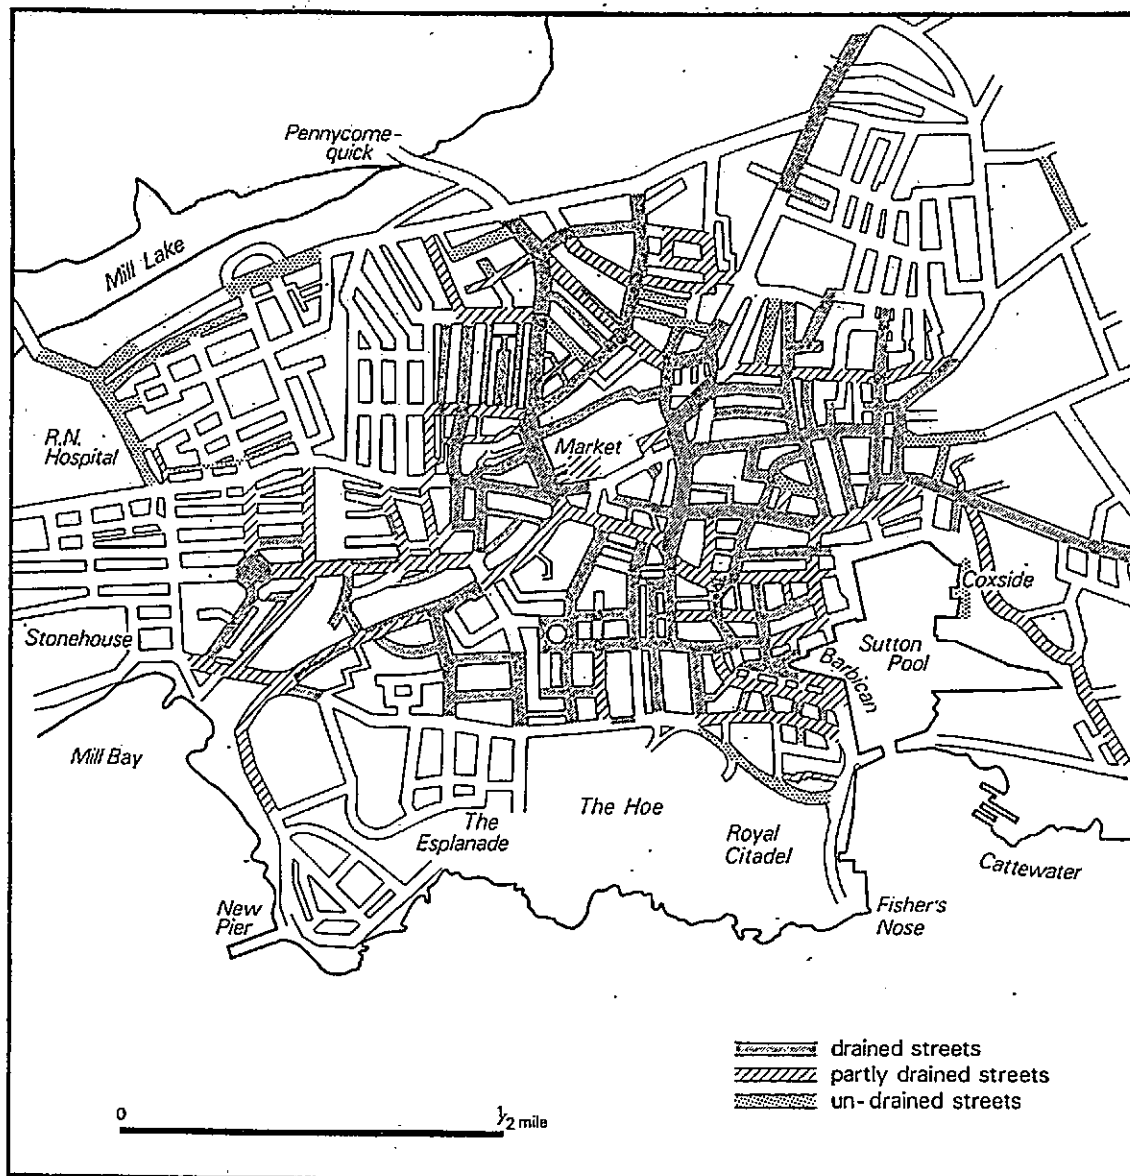 Pennycome-
quick
Mill Lake
R.N.
Hospital
Market
Coxside
Stonehouse
Sutton
Pool
Barbican
Mill Bay
The Hoe
The
Esplanade
Royal
Citadel
Cattewater
New
Pier
Fisher's
Nose
drained streets
partly drained streets
un-drained streets
0
½ mile